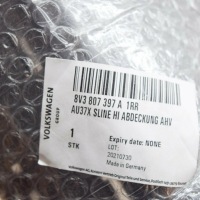 VOLKSWAGEN
GROUP
8V3 807 397 A 1RR
AU37X SLINE HI ABDECKUNG AHV
1
STK
Expiry date: NONE
LOT:
20210730
Made in Germany